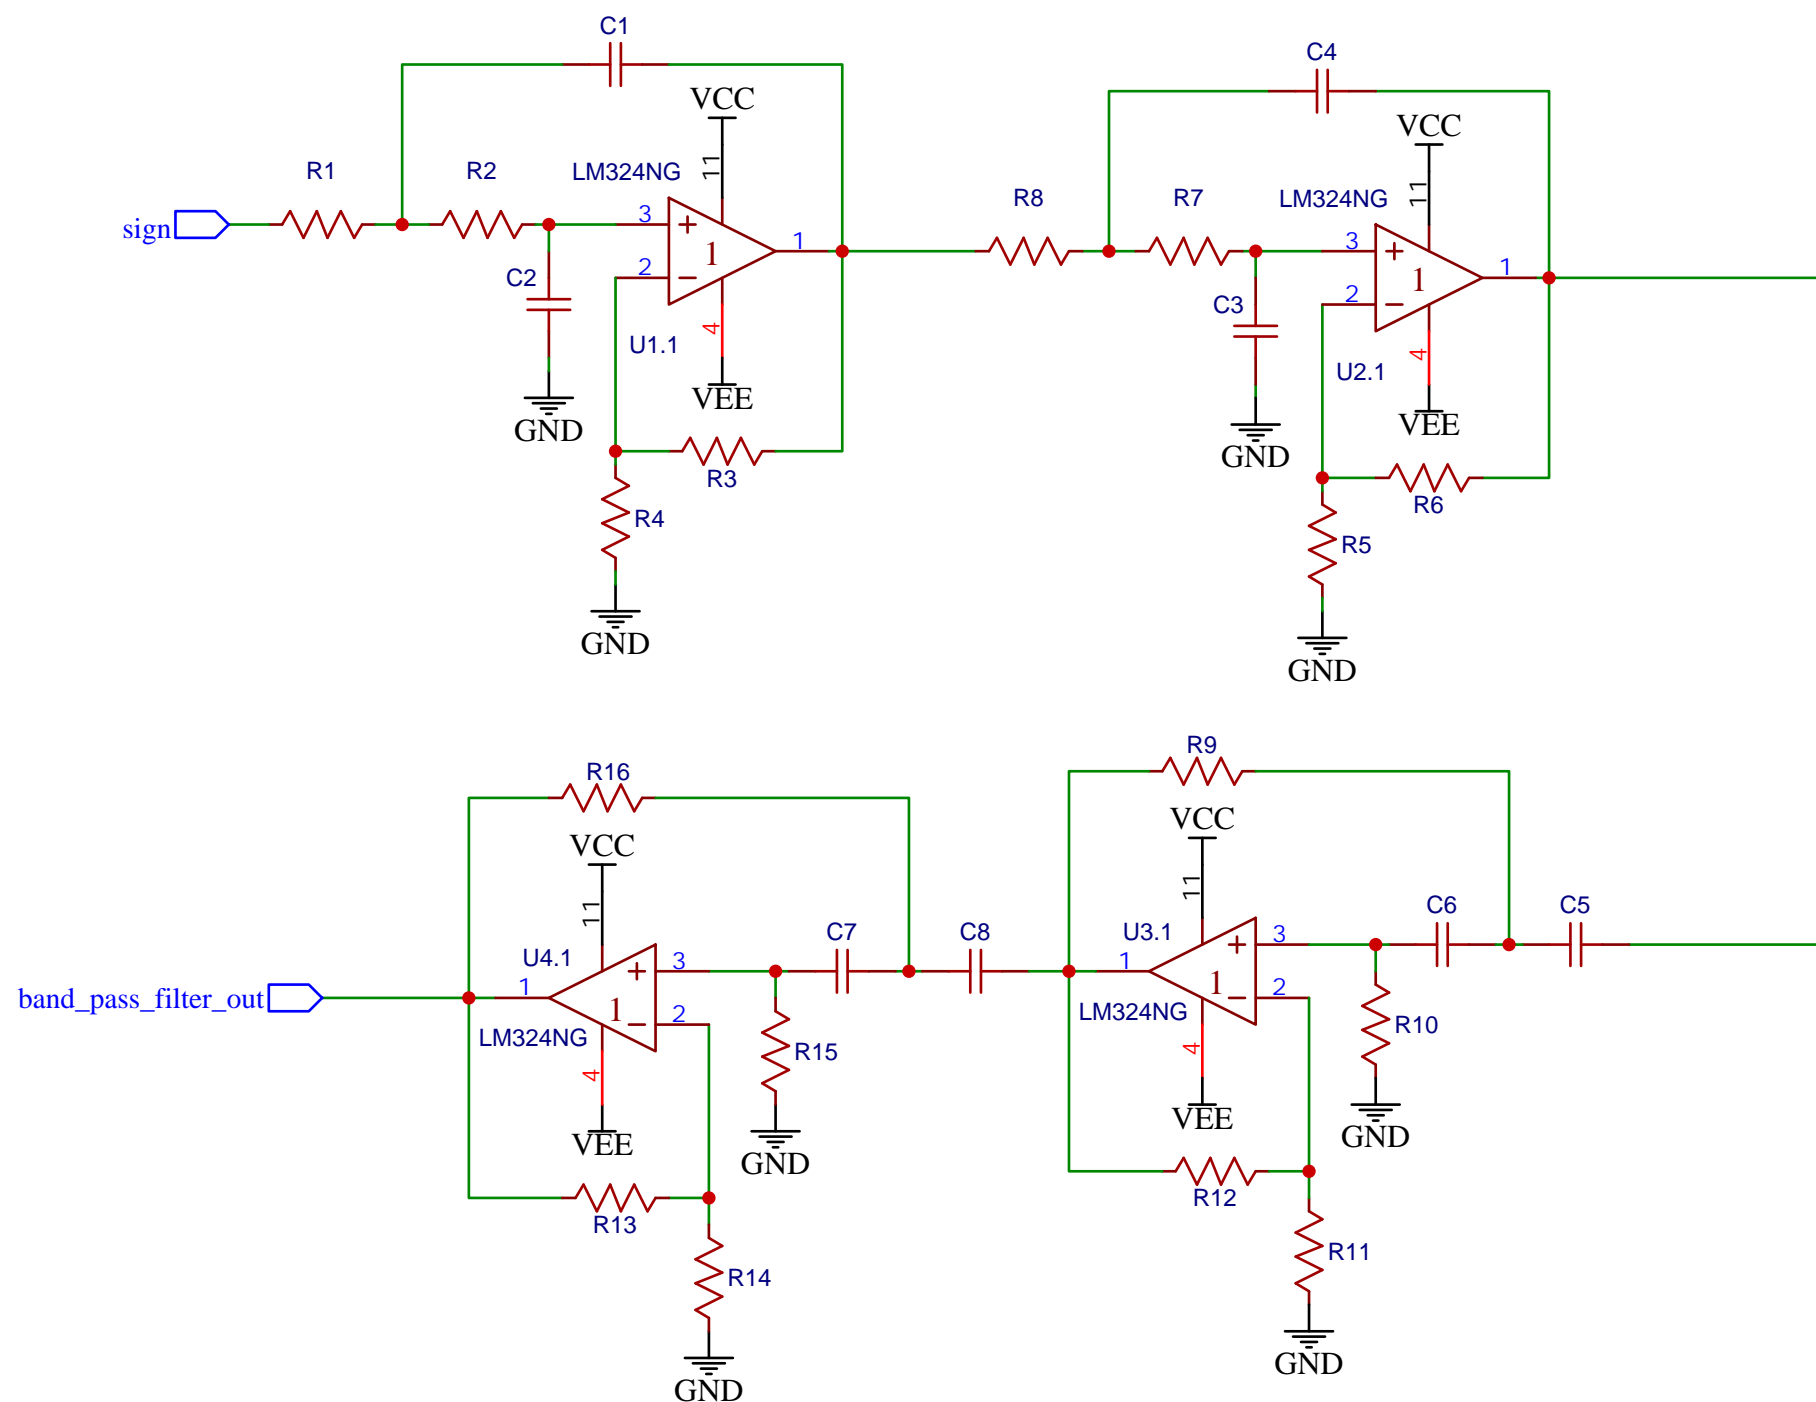 C1
C4
VCC
VCC
11
11
R1
R2
LM324NG
R8
R7
LM324NG
sign
3
1
1
2
C2
3
1
1
2
C3
4
U1.1
4
U2.1
VEE
VEE
GND
GND
R3
R6
R4
R5
GND
GND
R9
R16
VCC
VCC
11
11
C7
C8
U3.1
C6
C5
U4.1
3
1
1
2
3
1
1
2
band_pass_filter_out
LM324NG
LM324NG
R15
R10
4
4
VEE
VEE
GND
GND
R13
R12
R14
R11
GND
GND